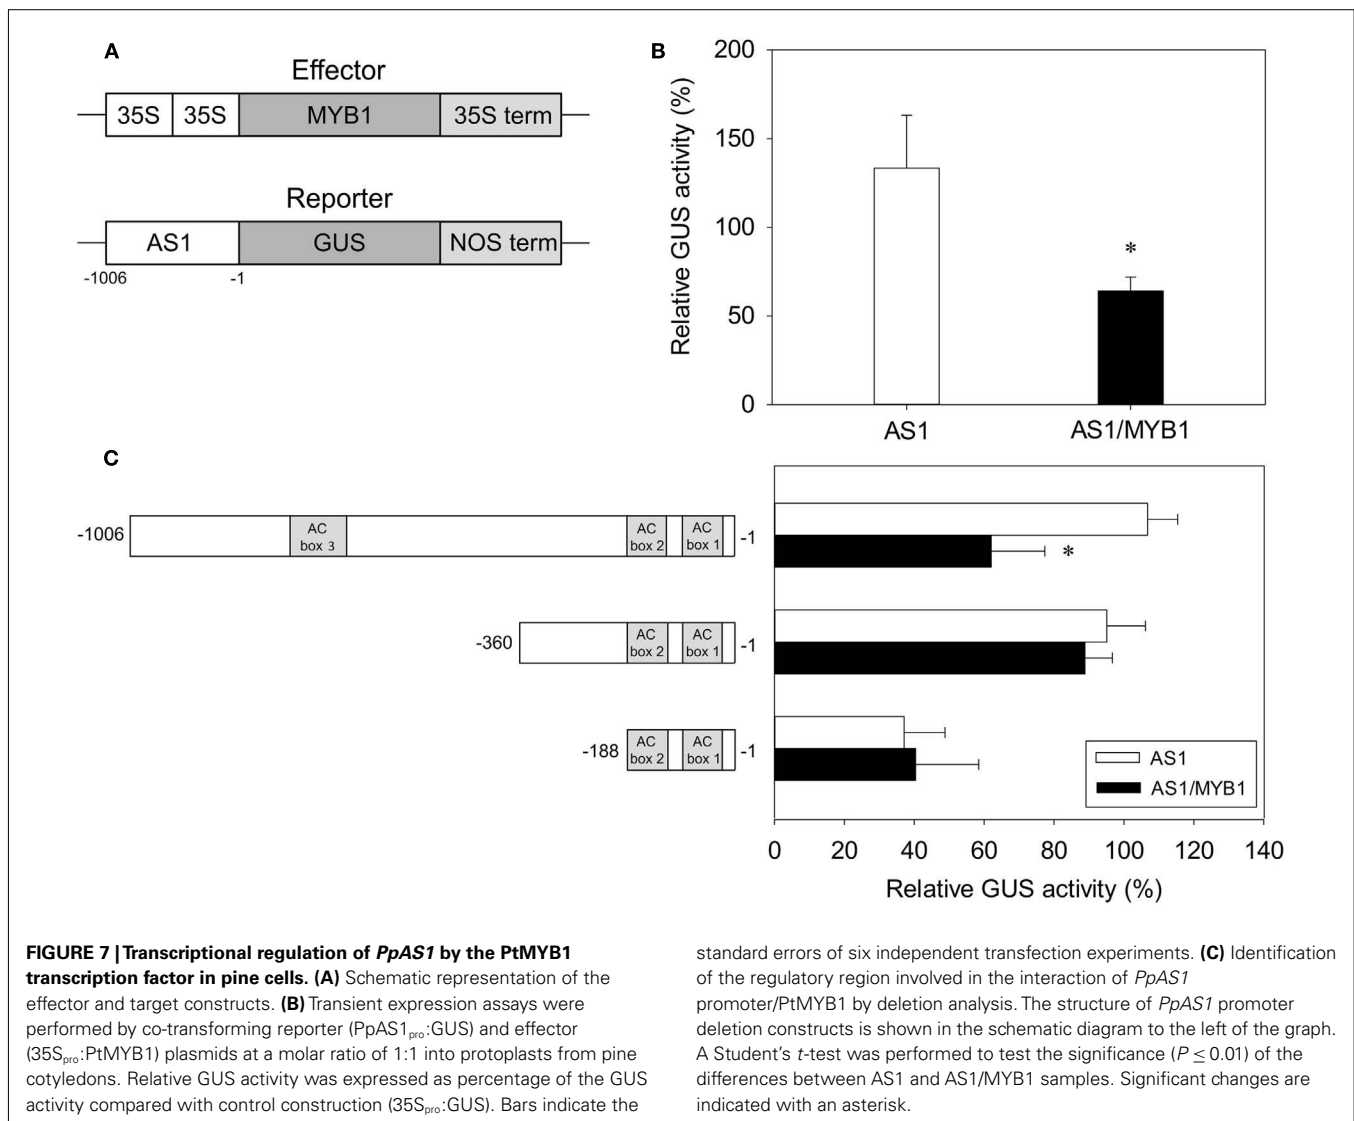 A
Effector
35S 35S MYB1 35S term
Reporter
AS1 GUS NOS term
-1006 -1
B
Relative GUS activity (%)
200
150
100
50
0
*
AS1 AS1/MYB1
C
-1006 AC box 3 AC box 2 AC box 1 -1
-360 AC box 2 AC box 1 -1
-188 AC box 2 AC box 1 -1
*
AS1
AS1/MYB1
0 20 40 60 80 100 120 140
Relative GUS activity (%)
FIGURE 7 | Transcriptional regulation of PpAS1 by the PtMYB1
transcription factor in pine cells. (A) Schematic representation of the
effector and target constructs. (B) Transient expression assays were
performed by co-transforming reporter (PpAS1pro:GUS) and effector
(35Spro:PtMYB1) plasmids at a molar ratio of 1:1 into protoplasts from pine
cotyledons. Relative GUS activity was expressed as percentage of the GUS
activity compared with control construction (35Spro:GUS). Bars indicate the
standard errors of six independent transfection experiments. (C) Identification
of the regulatory region involved in the interaction of PpAS1
promoter/PtMYB1 by deletion analysis. The structure of PpAS1 promoter
deletion constructs is shown in the schematic diagram to the left of the graph.
A Student's t-test was performed to test the significance (P ≤ 0.01) of the
differences between AS1 and AS1/MYB1 samples. Significant changes are
indicated with an asterisk.